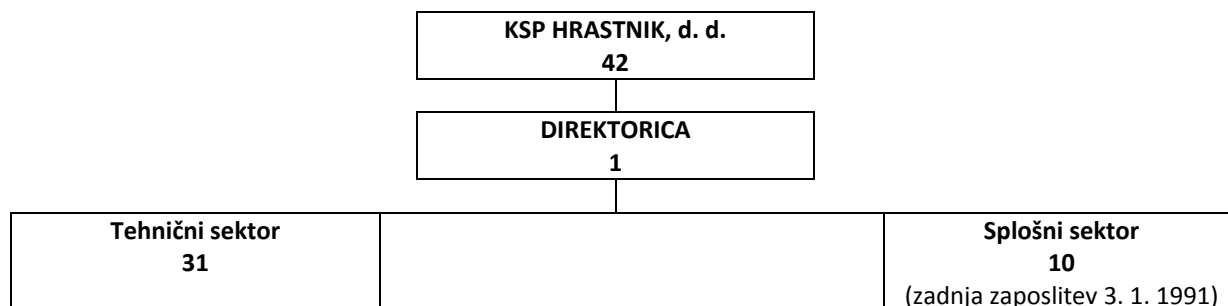 KSP HRASTNIK, d. d.
42
DIREKTORICA
1
Tehnični sektor
31
Splošni sektor
10
(zadnja zaposlitev 3. 1. 1991)